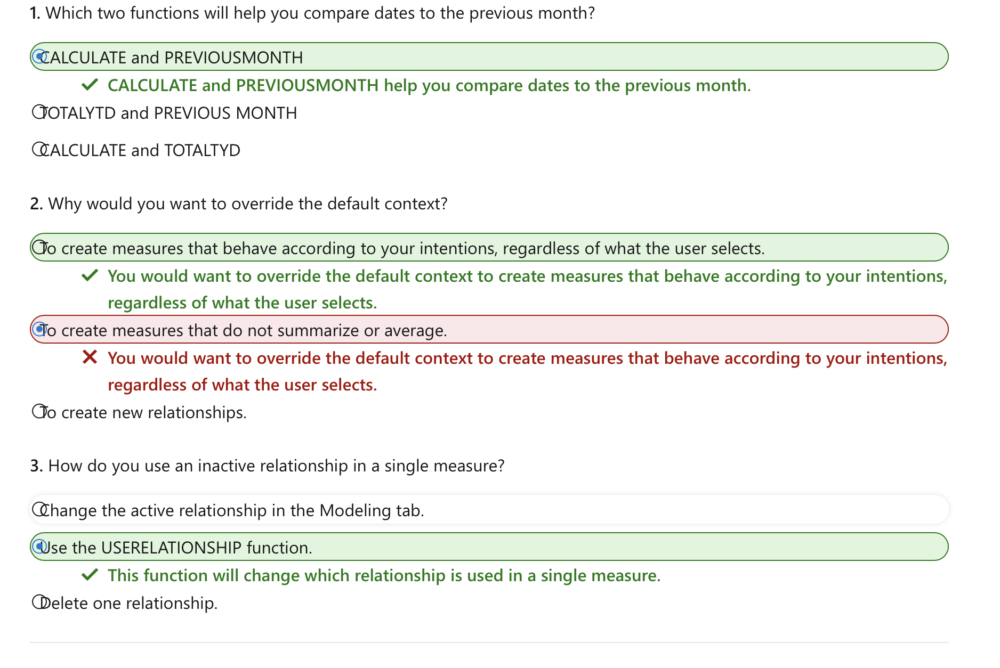 1. Which two functions will help you compare dates to the previous month?
CALCULATE and PREVIOUSMONTH
CALCULATE and PREVIOUSMONTH help you compare dates to the previous month.
TOTALYTD and PREVIOUS MONTH
CALCULATE and TOTALTYD
2. Why would you want to override the default context?
To create measures that behave according to your intentions, regardless of what the user selects.
You would want to override the default context to create measures that behave according to your intentions,
regardless of what the user selects.
To create measures that do not summarize or average.
You would want to override the default context to create measures that behave according to your intentions,
regardless of what the user selects.
To create new relationships.
3. How do you use an inactive relationship in a single measure?
Change the active relationship in the Modeling tab.
Use the USERELATIONSHIP function.
This function will change which relationship is used in a single measure.
Delete one relationship.